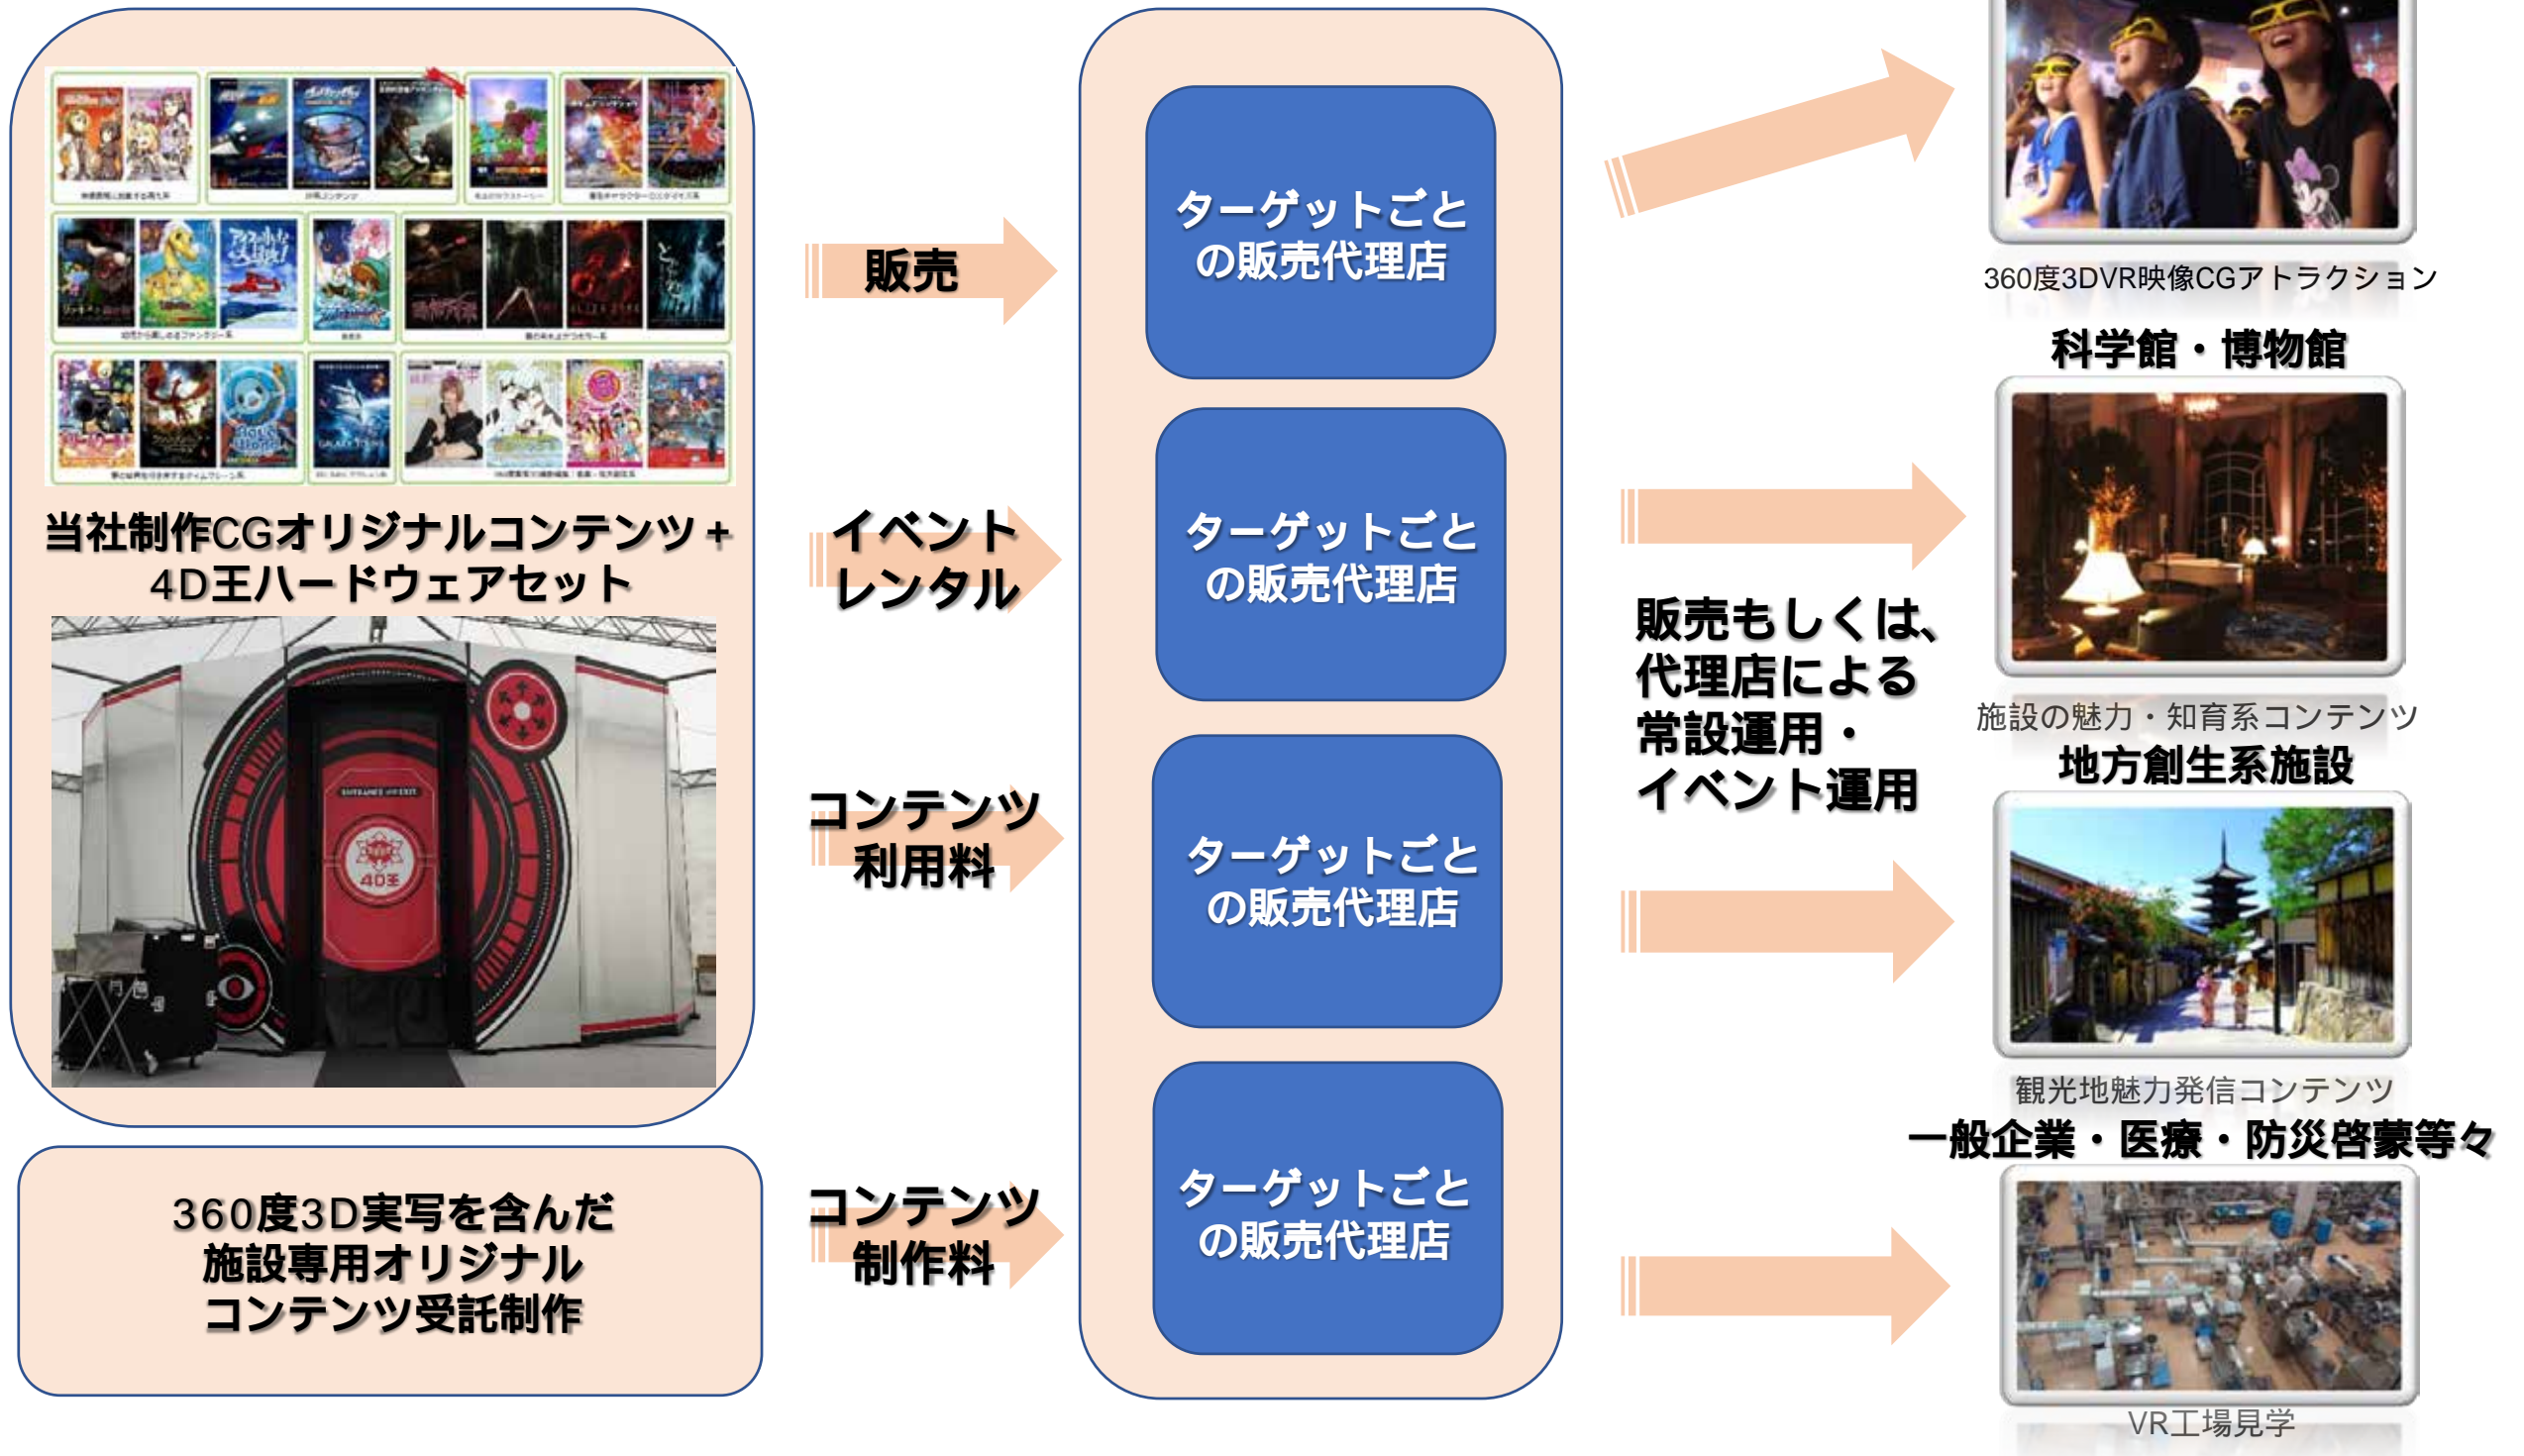 当社制作CGオリジナルコンテンツ+
4D王ハードウェアセット
ENTRANCE and EXIT
4D王
360度3D実写を含んだ
施設専用オリジナル
コンテンツ受託制作
販売
イベント
レンタル
コンテンツ
利用料
コンテンツ
制作料
ターゲットごと
の販売代理店
ターゲットごと
の販売代理店
ターゲットごと
の販売代理店
ターゲットごと
の販売代理店
販売もしくは、
代理店による
常設運用・
イベント運用
360度3DVR映像CGアトラクション
科学館・博物館
施設の魅力・知育系コンテンツ
地方創生系施設
観光地魅力発信コンテンツ
一般企業・医療・防災啓蒙等々
VR工場見学